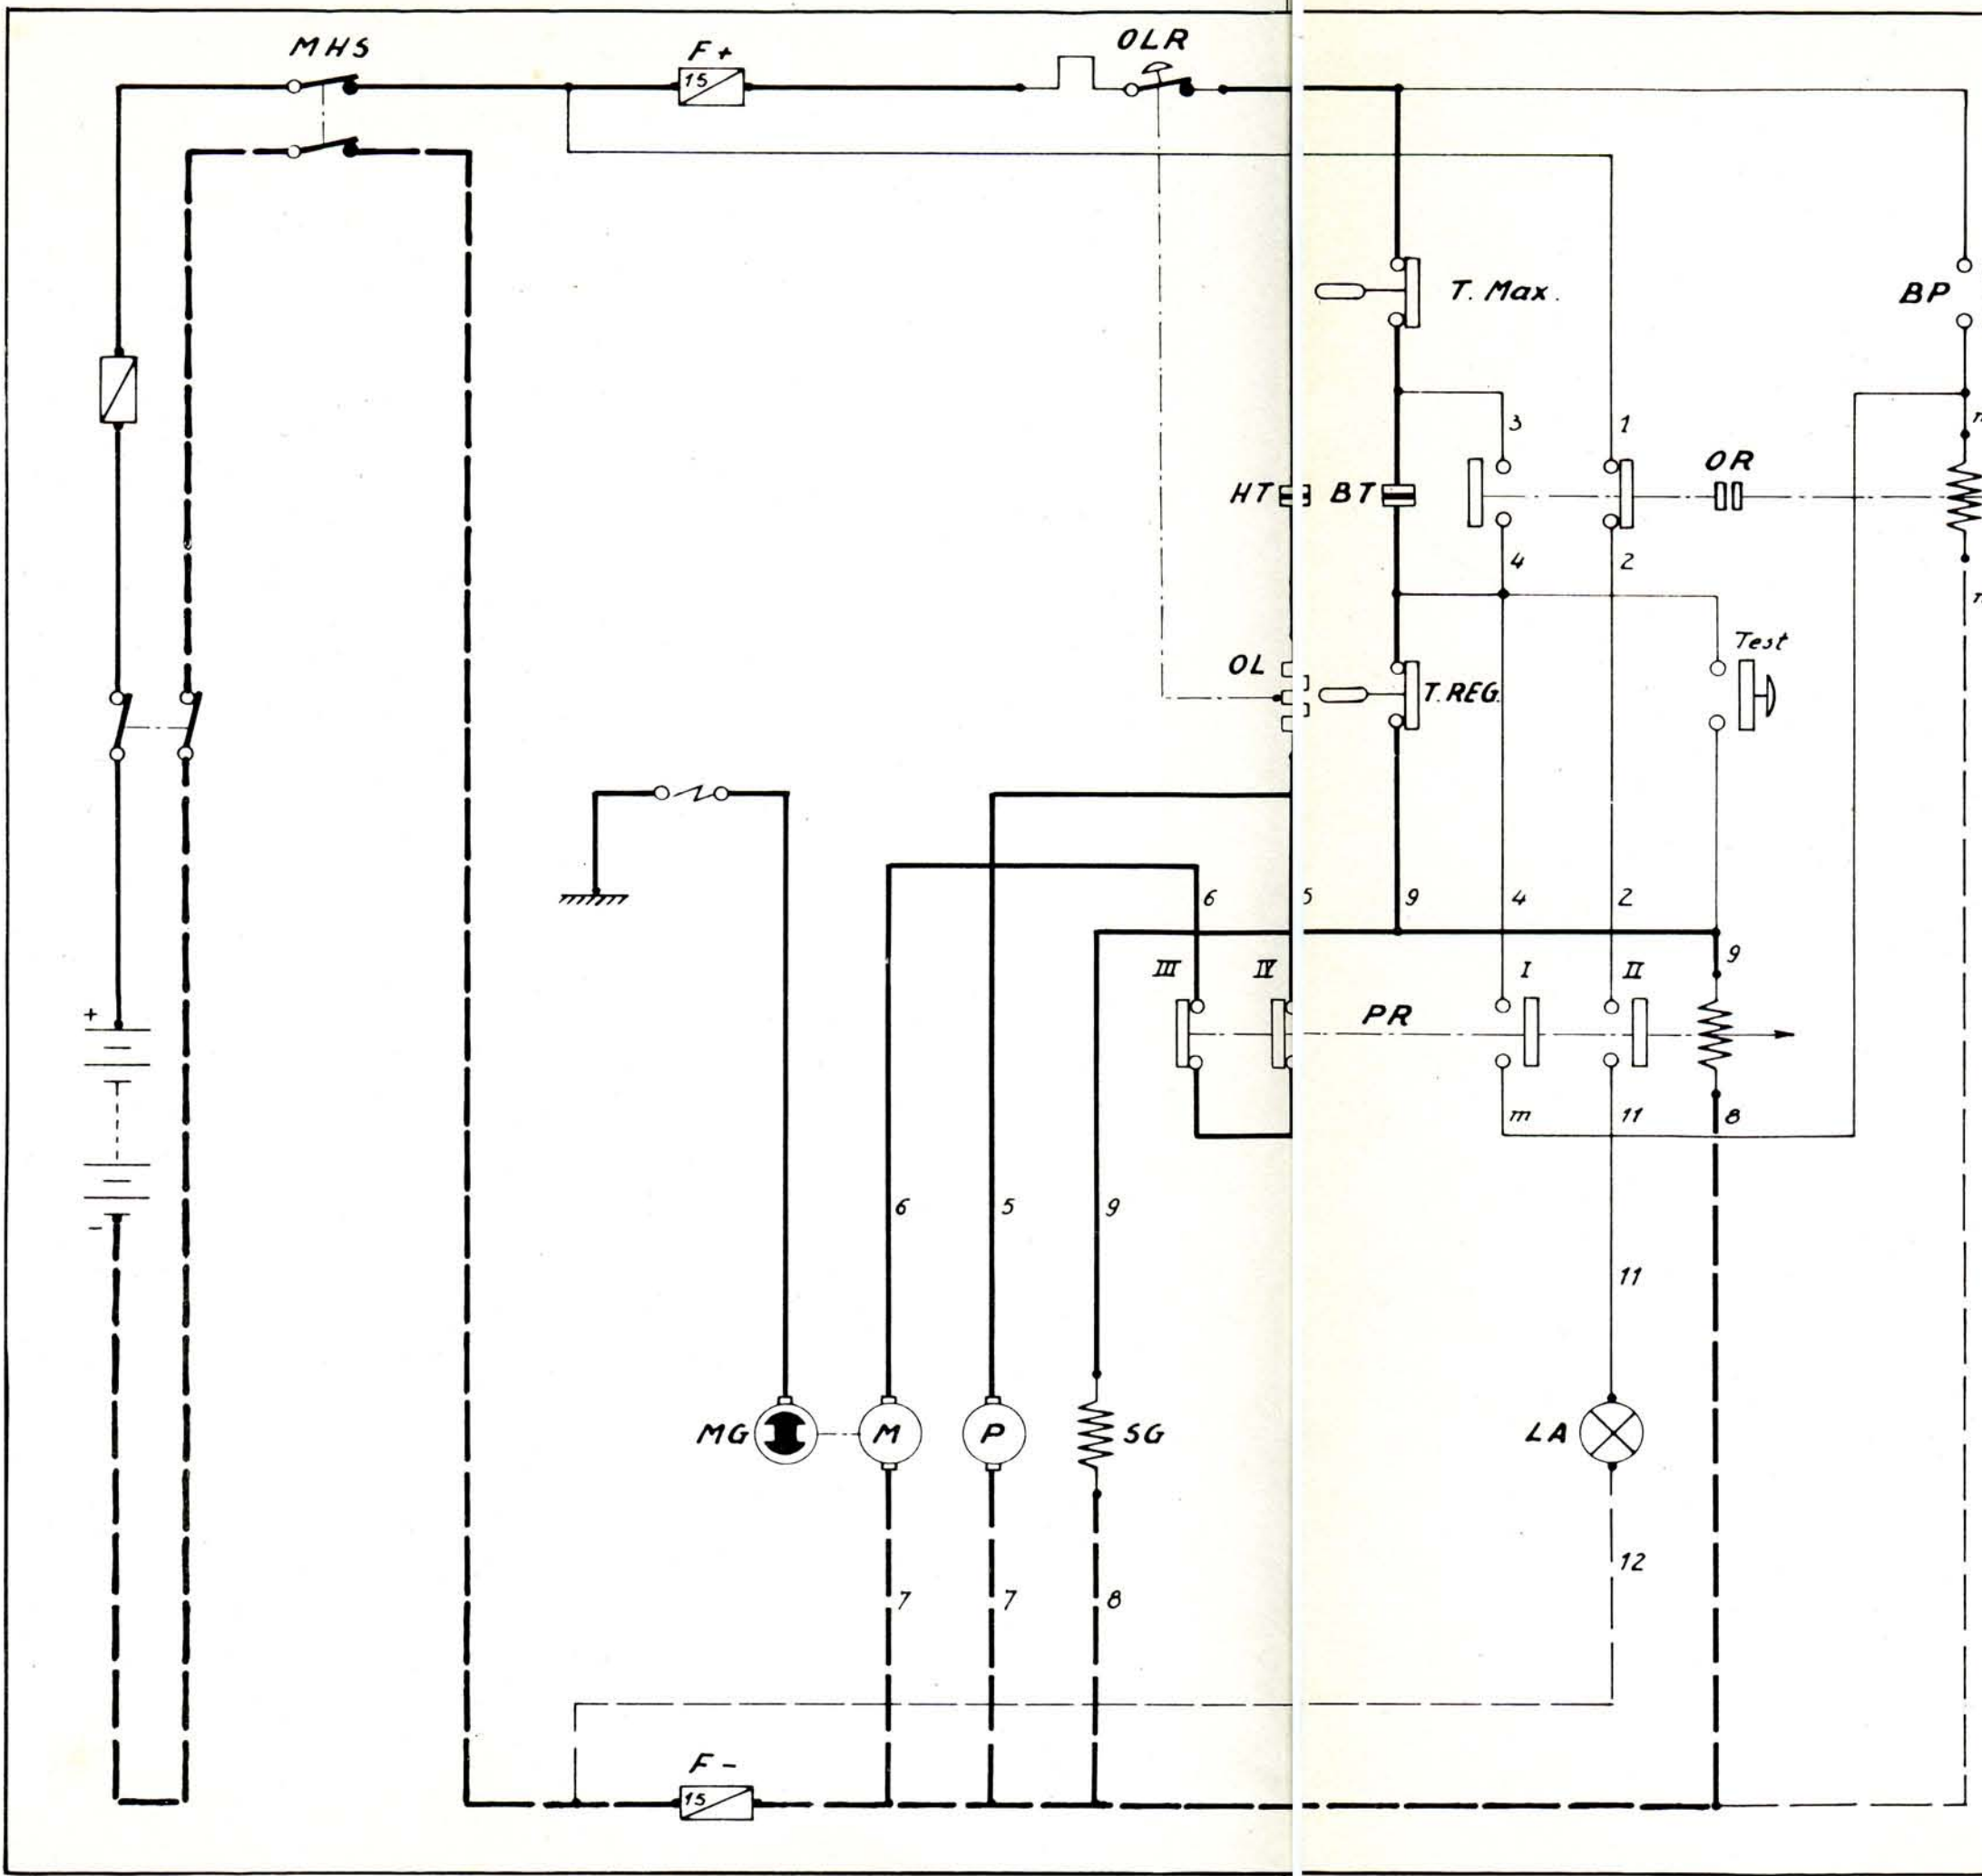 MHS
F+
OLR
15
T. Max.
BP
3
1
OR
HT
BT
4
2
Test
OL
T. REG.
6
5
9
4
2
III
IV
I
II
9
PR
m
11
8
+
-
6
5
9
11
MG
M
P
SG
LA
12
7
7
8
F-
15